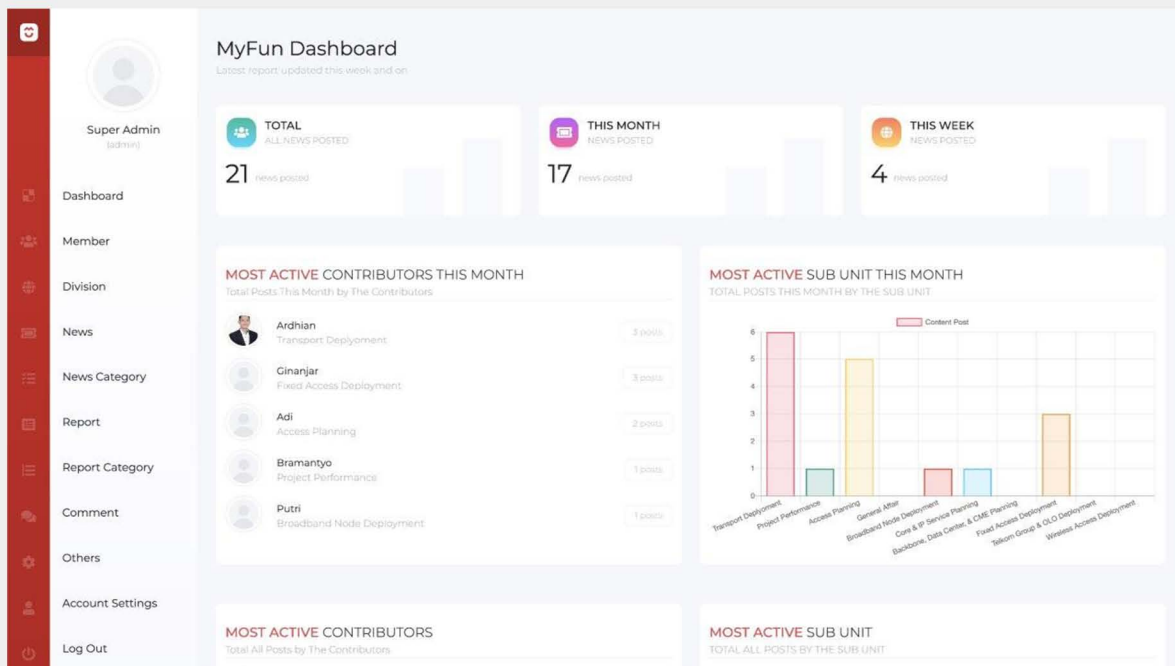 Super Admin
(admin)
Dashboard
Member
Division
News
News Category
Report
Report Category
Comment
Others
Account Settings
Log Out
MyFun Dashboard
Latest report updated this week and on
TOTAL
ALL NEWS POSTED
21 news posted
THIS MONTH
NEWS POSTED
17 news posted
THIS WEEK
NEWS POSTED
4 news posted
MOST ACTIVE CONTRIBUTORS THIS MONTH
Total Posts This Month by The Contributors
Ardhian
Transport Deplyoment
3 posts
Ginanjar
Fixed Access Deployment
3 posts
Adi
Access Planning
2 posts
Bramantyo
Project Performance
1 posts
Putri
Broadband Node Deployment
1 posts
MOST ACTIVE SUB UNIT THIS MONTH
TOTAL POSTS THIS MONTH BY THE SUB UNIT
Content Post
6
5
4
3
2
1
0
Transport Deplyoment
Project Performance
Access Planning
General Affair
Broadband Node Deployment
Core & IP Service Planning
Backbone, Data Center, & CME Planning
Fixed Access Deployment
Telkom Group & OLO Deployment
Wireless Access Deployment
MOST ACTIVE CONTRIBUTORS
Total All Posts by The Contributors
MOST ACTIVE SUB UNIT
TOTAL ALL POSTS BY THE SUB UNIT